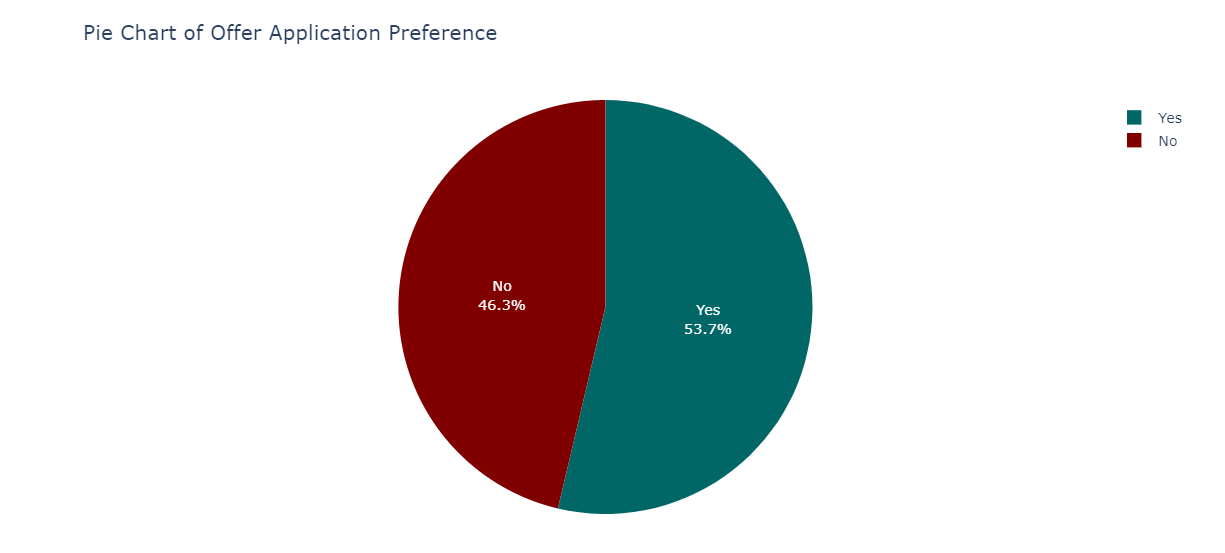 Pie Chart of Offer Application Preference
Yes
No
No
46.3%
Yes
53.7%